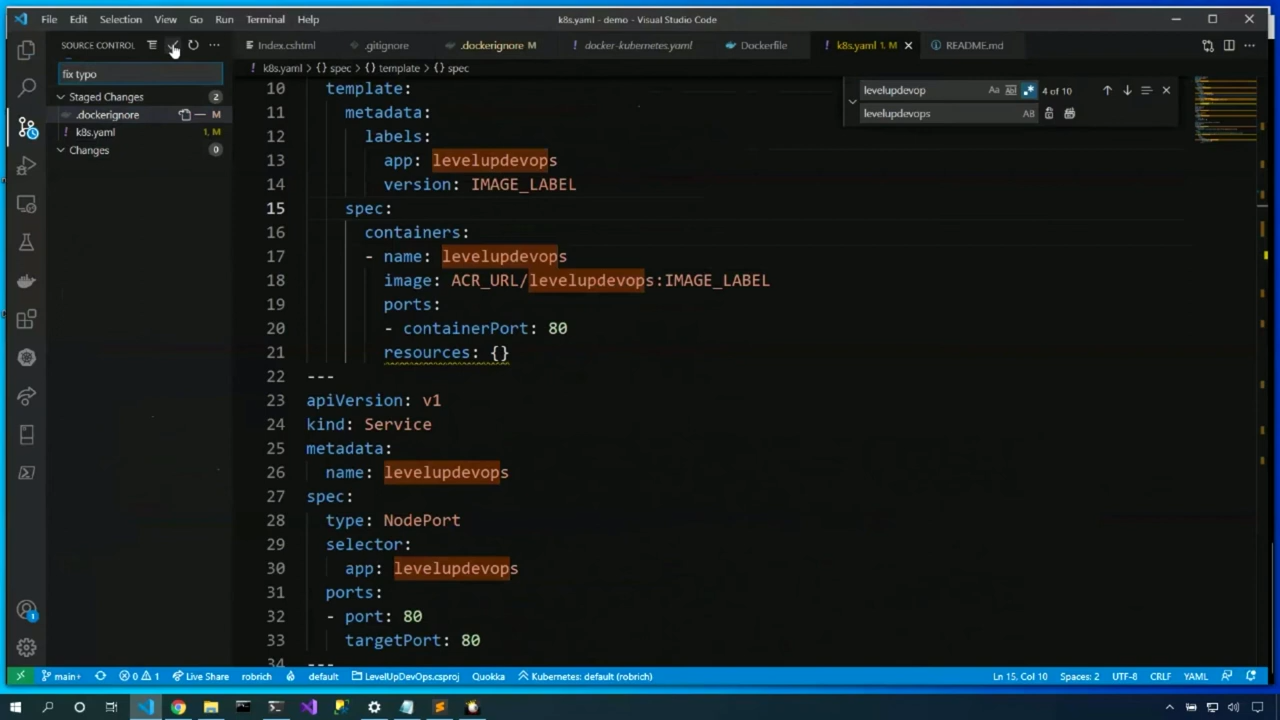 File Edit Selection View Go Run Terminal Help
k8s.yaml - demo - Visual Studio Code
SOURCE CONTROL
fix typo
Staged Changes 2
.dockerignore M
k8s.yaml 1, M
Changes 0
Index.cshtml .gitignore .dockerignore M docker-kubernetes.yaml Dockerfile k8s.yaml 1, M README.md
k8s.yaml > {} spec > {} template > {} spec
levelupdevop Aa ab .* 4 of 10
levelupdevops AB
10 template:
11 metadata:
12 labels:
13 app: levelupdevops
14 version: IMAGE_LABEL
15 spec:
16 containers:
17 - name: levelupdevops
18 image: ACR_URL/levelupdevops:IMAGE_LABEL
19 ports:
20 - containerPort: 80
21 resources: {}
22 ---
23 apiVersion: v1
24 kind: Service
25 metadata:
26 name: levelupdevops
27 spec:
28 type: NodePort
29 selector:
30 app: levelupdevops
31 ports:
32 - port: 80
33 targetPort: 80
34 ---
1
main+ 0 1 Live Share robrich default LevelUpDevOps.csproj Quokka Kubernetes: default (robrich) Ln 15, Col 10 Spaces: 2 UTF-8 CRLF YAML